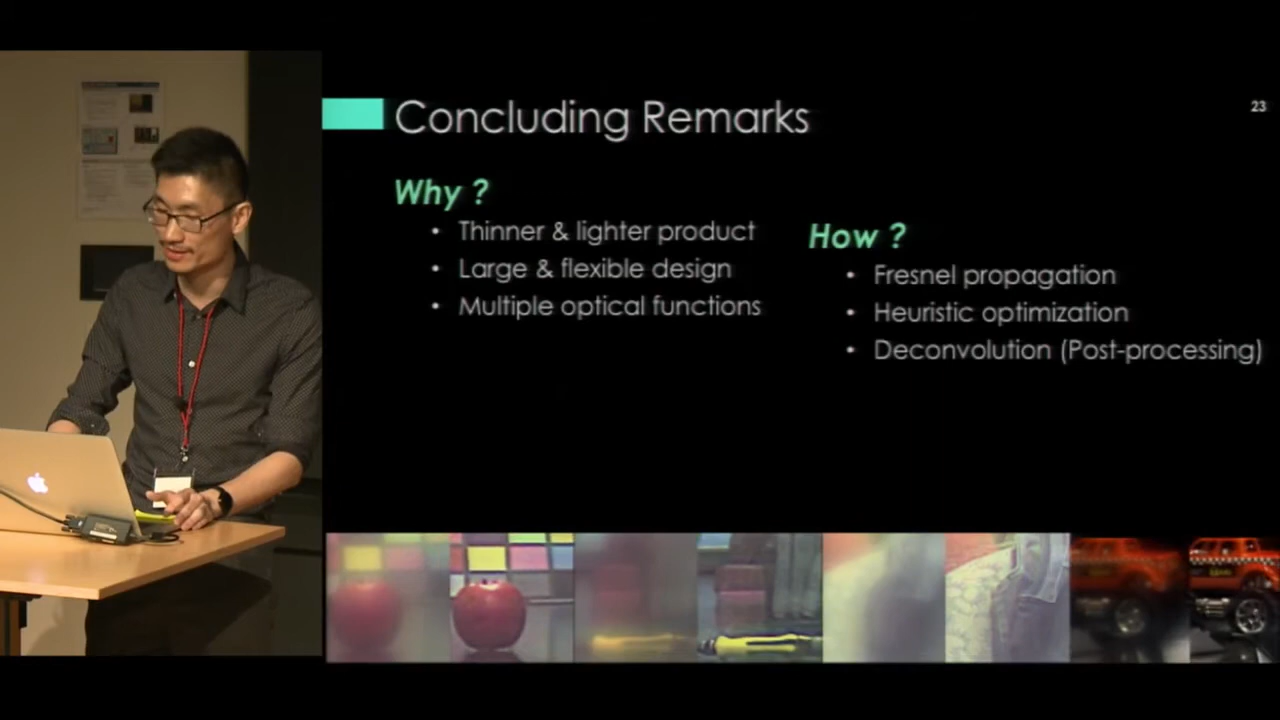 Concluding Remarks
23
Why ?
• Thinner & lighter product
• Large & flexible design
• Multiple optical functions
How ?
• Fresnel propagation
• Heuristic optimization
• Deconvolution (Post-processing)